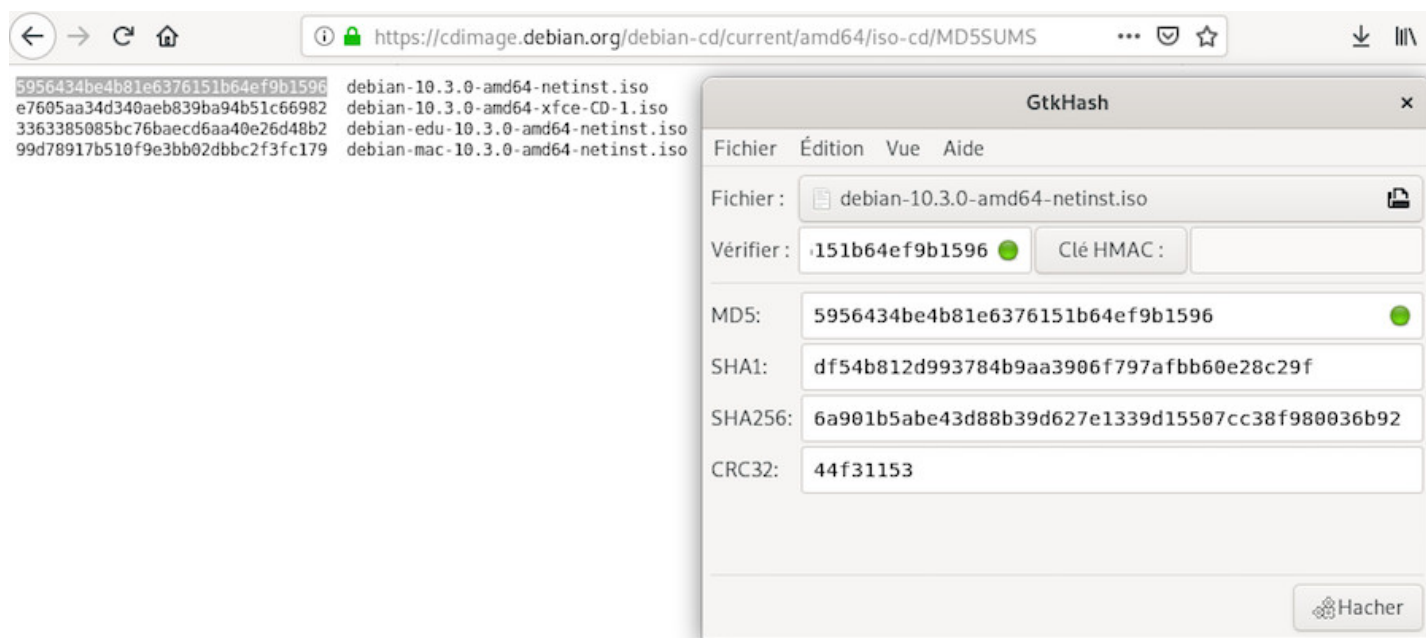 https://cdimage.debian.org/debian-cd/current/amd64/iso-cd/MD5SUMS
5956434be4b81e6376151b64ef9b1596 debian-10.3.0-amd64-netinst.iso
e7605aa34d340aeb839ba94b51c66982 debian-10.3.0-amd64-xfce-CD-1.iso
3363385085bc76baecd6aa40e26d48b2 debian-edu-10.3.0-amd64-netinst.iso
99d78917b510f9e3bb02dbbc2f3fc179 debian-mac-10.3.0-amd64-netinst.iso
GtkHash
Fichier Édition Vue Aide
Fichier : debian-10.3.0-amd64-netinst.iso
Vérifier : 151b64ef9b1596 Clé HMAC :
MD5: 5956434be4b81e6376151b64ef9b1596
SHA1: df54b812d993784b9aa3906f797afbb60e28c29f
SHA256: 6a901b5abe43d88b39d627e1339d15507cc38f980036b92
CRC32: 44f31153
Hacher